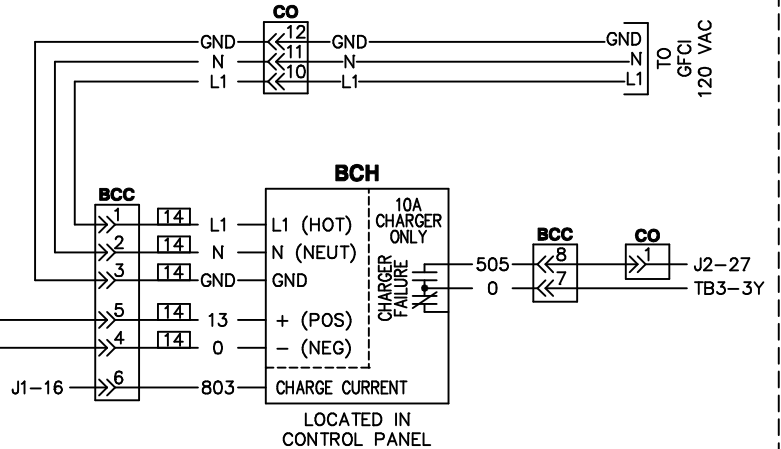 CO
GND 12 GND GND
N 11 N N
L1 10 L1 L1
TO
GFCI
120 VAC
BCH
BCC
1 14 L1 L1 (HOT)
2 14 N N (NEUT)
3 14 GND GND
5 14 13 + (POS)
4 14 0 − (NEG)
J1−16 6 803 CHARGE CURRENT
10A
CHARGER
ONLY
CHARGER
FAILURE
BCC
CO
505 8 1 J2−27
0 7 TB3−3Y
LOCATED IN
CONTROL PANEL